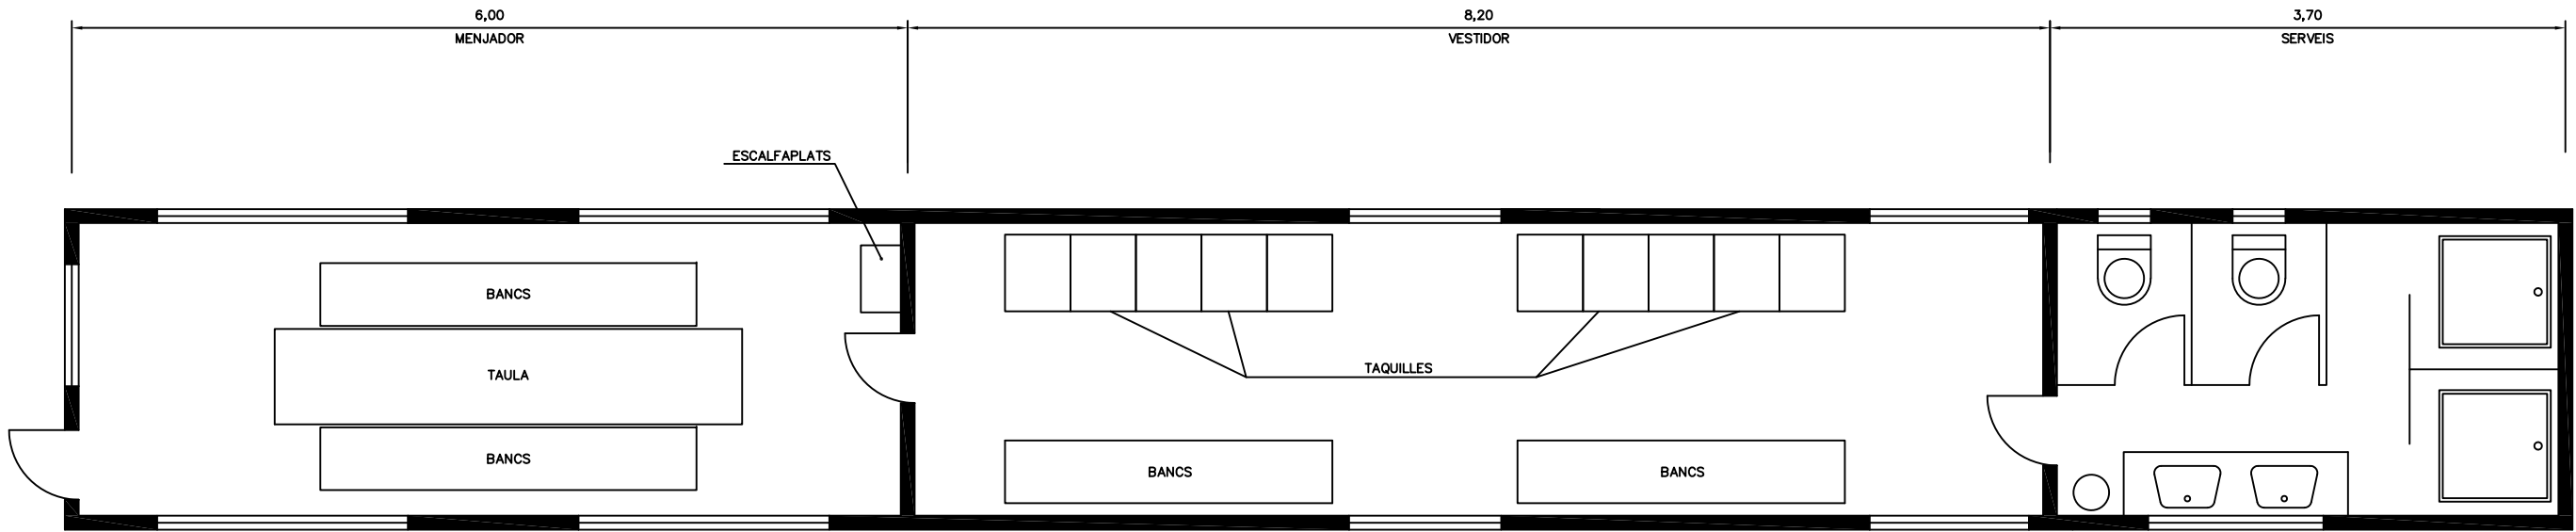 6,00
MENJADOR
8,20
VESTIDOR
3,70
SERVEIS
ESCALFAPLATS
BANCS
TAULA
BANCS
TAQUILLES
BANCS
BANCS